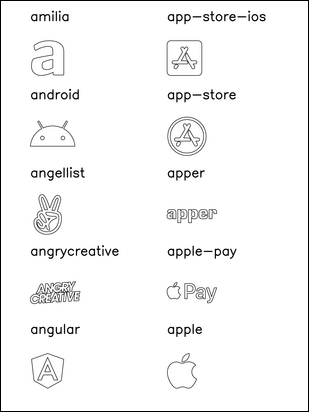 amilia
app-store-ios
a
android
app-store
angellist
apper
apper
angrycreative
apple-pay
ANGRY
CREATIVE
Pay
angular
apple
A